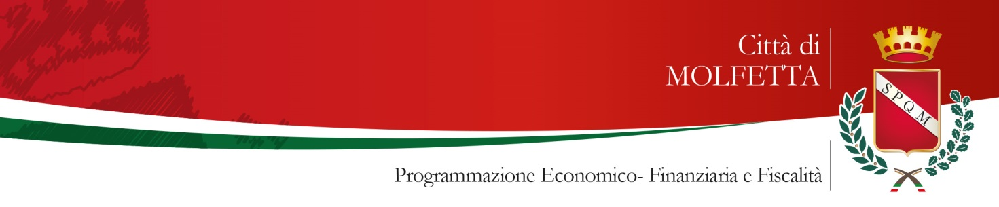 Città di
MOLFETTA
SPQM
Programmazione Economico- Finanziaria e Fiscalità